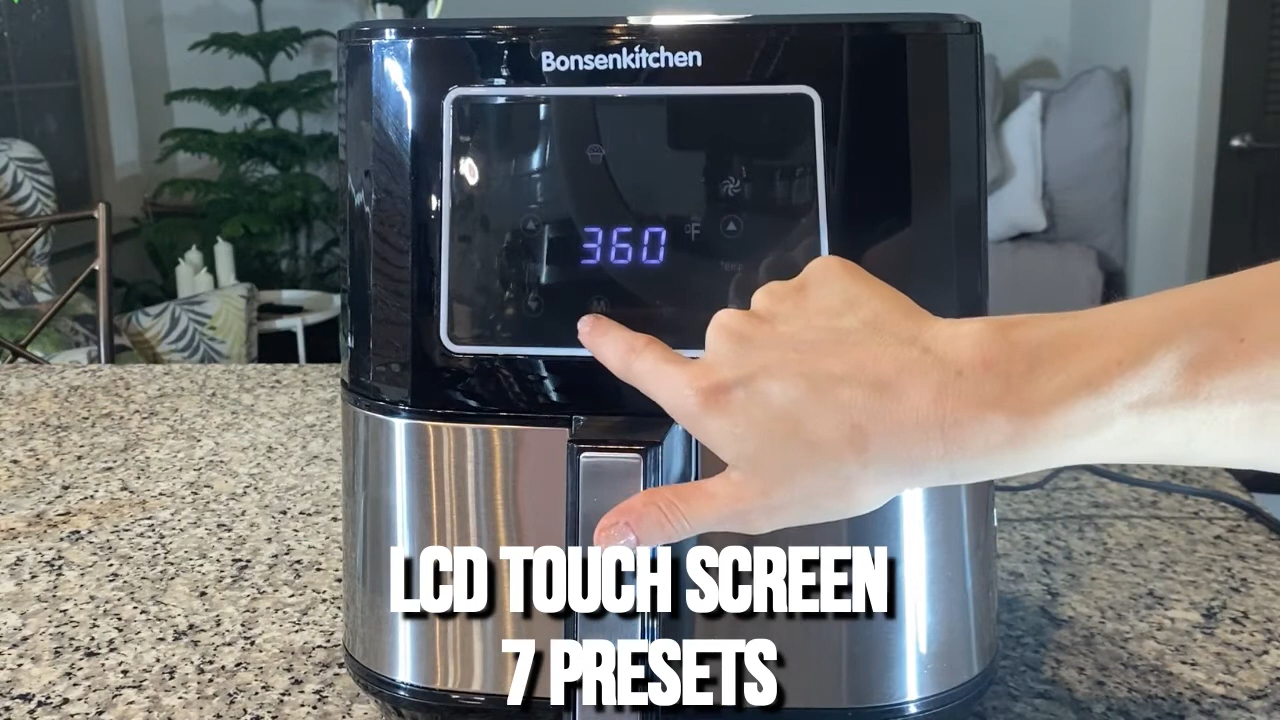 Bonsenkitchen
360
°F
M
LCD TOUCH SCREEN
7 PRESETS